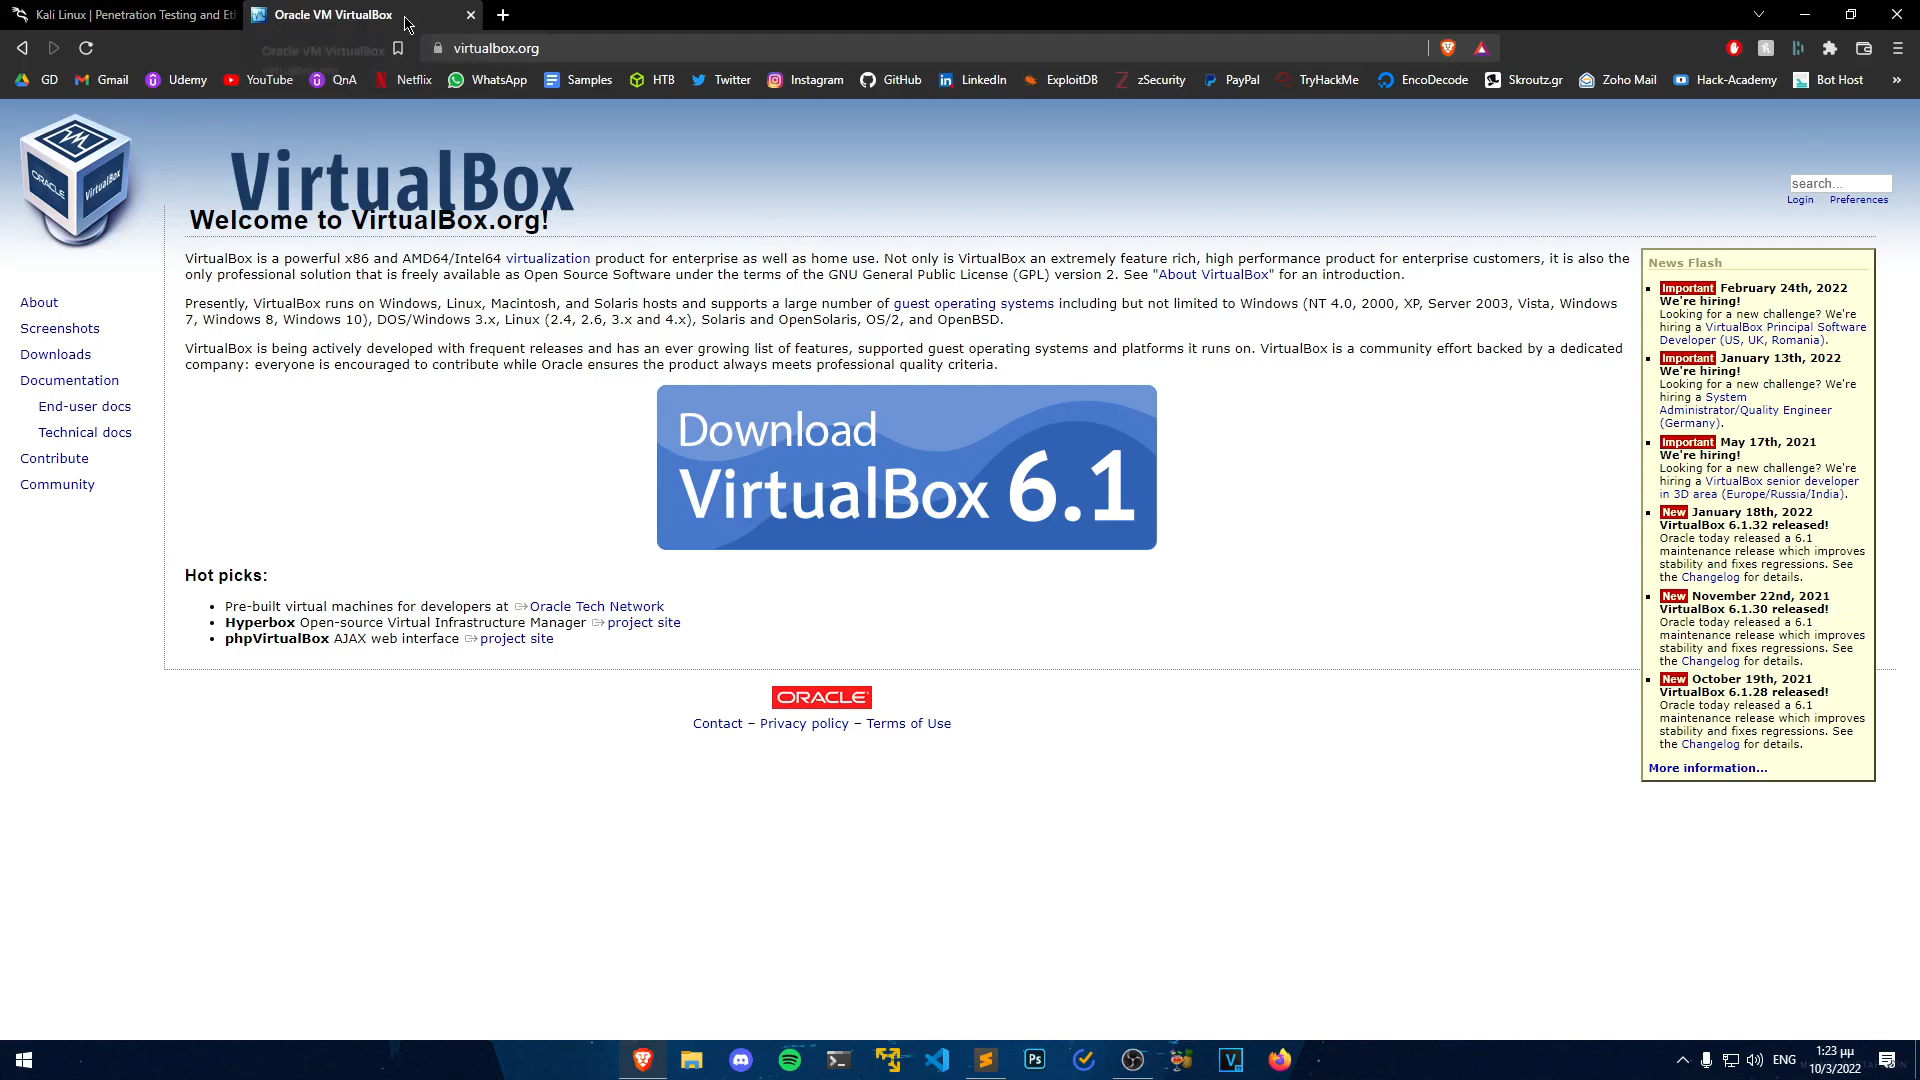 Kali Linux | Penetration Testing and Et
Oracle VM VirtualBox
Oracle VM VirtualBox
virtualbox.org
GD
Gmail
Udemy
YouTube
QnA
Netflix
WhatsApp
Samples
HTB
Twitter
Instagram
GitHub
LinkedIn
ExploitDB
zSecurity
PayPal
TryHackMe
EncoDecode
Skroutz.gr
Zoho Mail
Hack-Academy
Bot Host
»
ORACLE
VirtualBox
VirtualBox
search...
Login Preferences
Welcome to VirtualBox.org!
About
Screenshots
Downloads
Documentation
End-user docs
Technical docs
Contribute
Community
VirtualBox is a powerful x86 and AMD64/Intel64 virtualization product for enterprise as well as home use. Not only is VirtualBox an extremely feature rich, high performance product for enterprise customers, it is also the
only professional solution that is freely available as Open Source Software under the terms of the GNU General Public License (GPL) version 2. See "About VirtualBox" for an introduction.
Presently, VirtualBox runs on Windows, Linux, Macintosh, and Solaris hosts and supports a large number of guest operating systems including but not limited to Windows (NT 4.0, 2000, XP, Server 2003, Vista, Windows
7, Windows 8, Windows 10), DOS/Windows 3.x, Linux (2.4, 2.6, 3.x and 4.x), Solaris and OpenSolaris, OS/2, and OpenBSD.
VirtualBox is being actively developed with frequent releases and has an ever growing list of features, supported guest operating systems and platforms it runs on. VirtualBox is a community effort backed by a dedicated
company: everyone is encouraged to contribute while Oracle ensures the product always meets professional quality criteria.
Download
VirtualBox 6.1
Hot picks:
Pre-built virtual machines for developers at Oracle Tech Network
Hyperbox Open-source Virtual Infrastructure Manager project site
phpVirtualBox AJAX web interface project site
ORACLE
Contact – Privacy policy – Terms of Use
News Flash
Important February 24th, 2022
We're hiring!
Looking for a new challenge? We're
hiring a VirtualBox Principal Software
Developer (US, UK, Romania).
Important January 13th, 2022
We're hiring!
Looking for a new challenge? We're
hiring a System
Administrator/Quality Engineer
(Germany).
Important May 17th, 2021
We're hiring!
Looking for a new challenge? We're
hiring a VirtualBox senior developer
in 3D area (Europe/Russia/India).
New January 18th, 2022
VirtualBox 6.1.32 released!
Oracle today released a 6.1
maintenance release which improves
stability and fixes regressions. See
the Changelog for details.
New November 22nd, 2021
VirtualBox 6.1.30 released!
Oracle today released a 6.1
maintenance release which improves
stability and fixes regressions. See
the Changelog for details.
New October 19th, 2021
VirtualBox 6.1.28 released!
Oracle today released a 6.1
maintenance release which improves
stability and fixes regressions. See
the Changelog for details.
More information...
Ps
V
ENG
1:23 μμ
10/3/2022